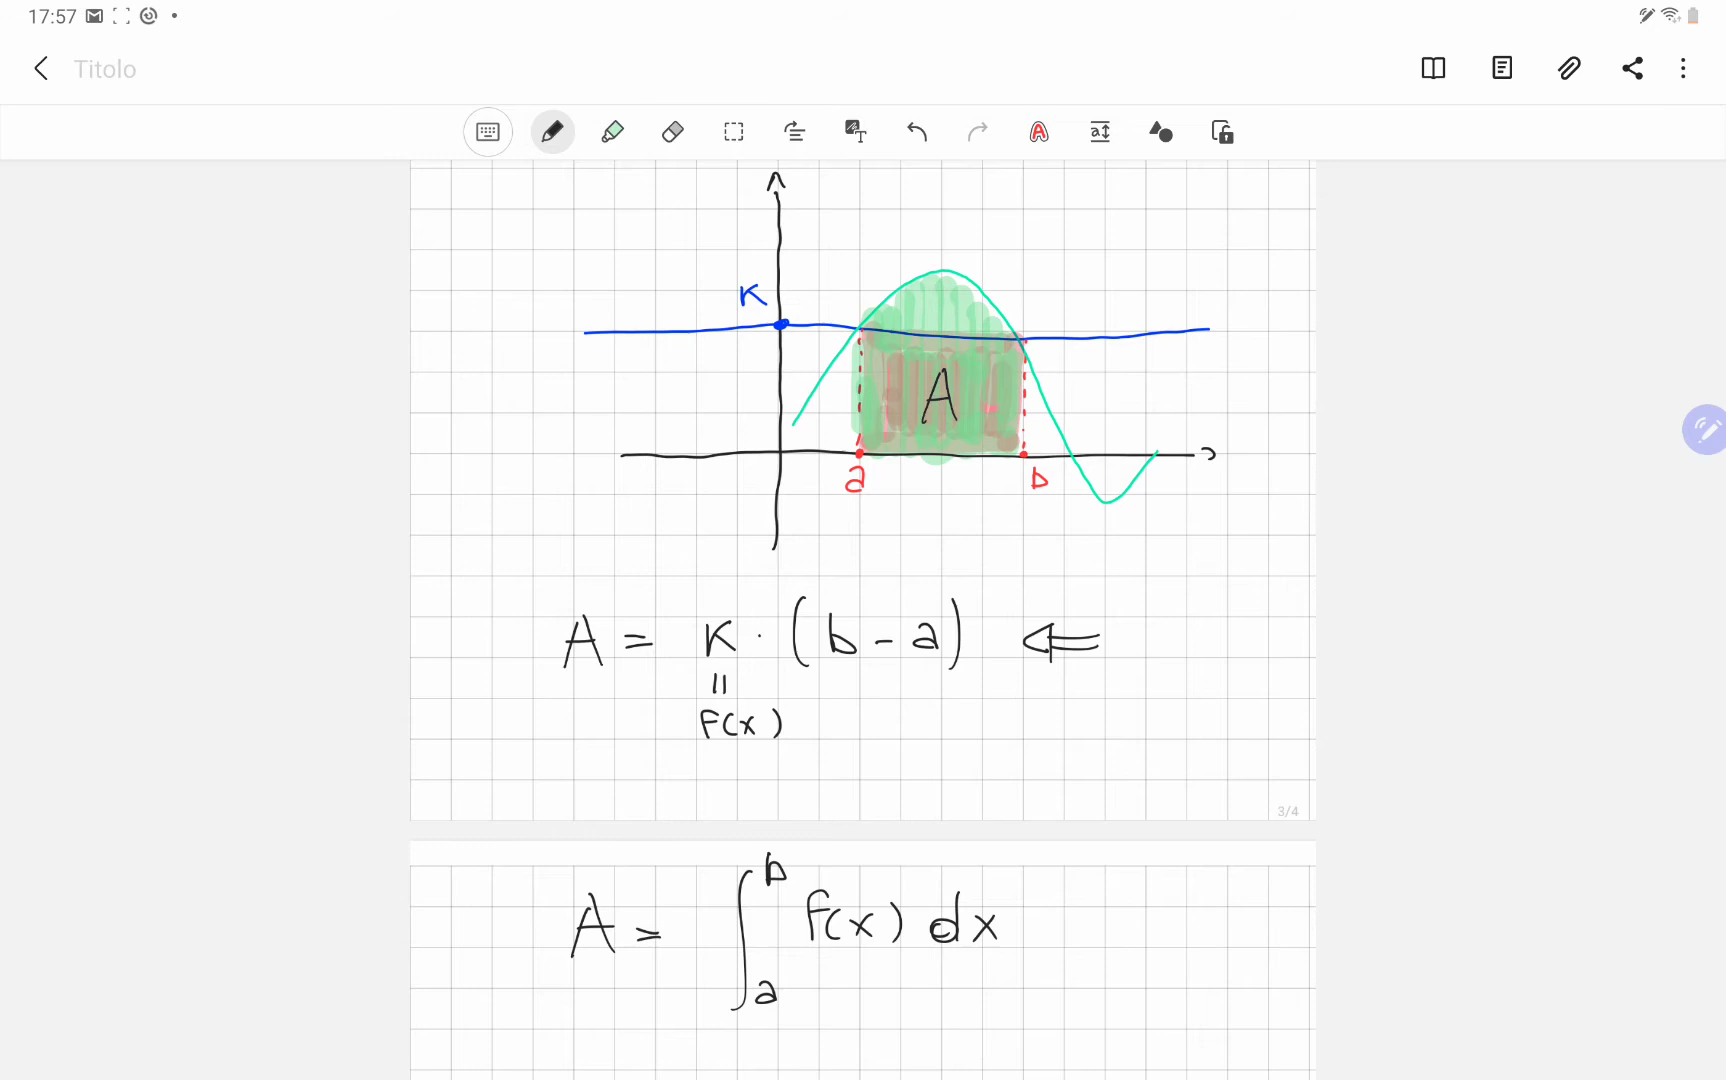 17:57
Titolo
K
A
a b
A = K · (b - a) ⇐
||
F(x)
3/4
A = ∫ₐᵇ f(x) dx